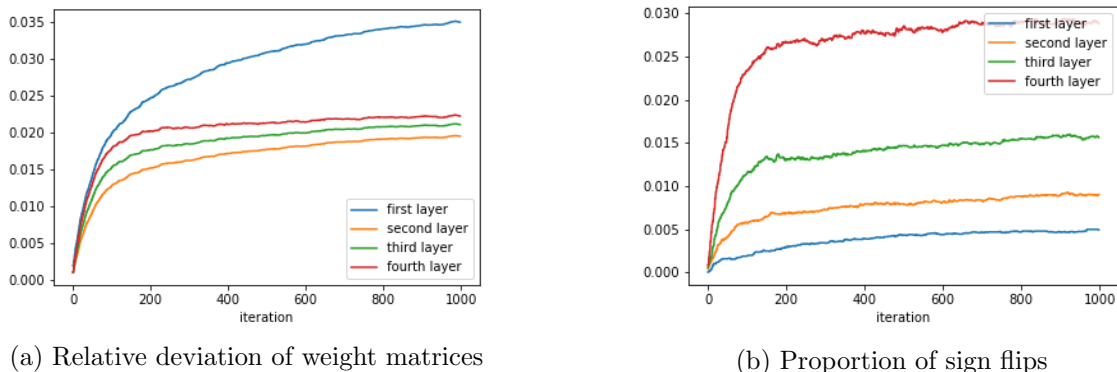 0.035
0.030
0.025
0.020
0.015
0.010
0.005
0.000
first layer
second layer
third layer
fourth layer
0 200 400 600 800 1000
iteration
(a) Relative deviation of weight matrices
0.030
0.025
0.020
0.015
0.010
0.005
0.000
first layer
second layer
third layer
fourth layer
0 200 400 600 800 1000
iteration
(b) Proportion of sign flips